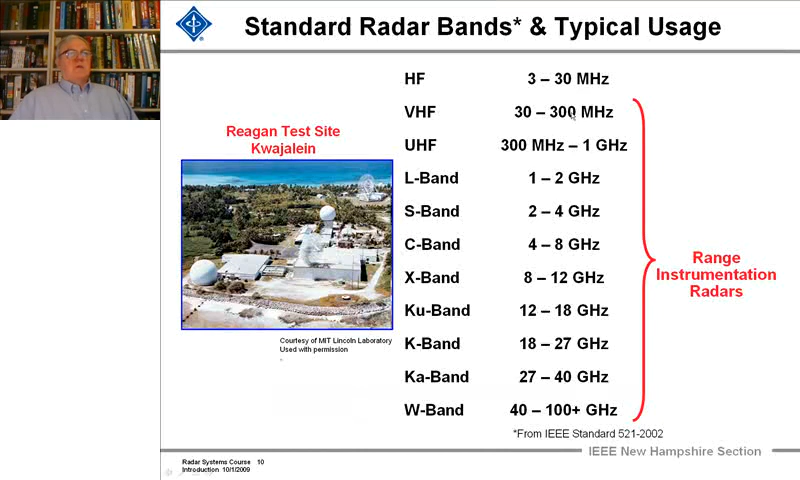 Standard Radar Bands* & Typical Usage
Reagan Test Site
Kwajalein
Courtesy of MIT Lincoln Laboratory
Used with permission
HF 3 – 30 MHz
VHF 30 – 300 MHz
UHF 300 MHz – 1 GHz
L-Band 1 – 2 GHz
S-Band 2 – 4 GHz
C-Band 4 – 8 GHz
X-Band 8 – 12 GHz
Ku-Band 12 – 18 GHz
K-Band 18 – 27 GHz
Ka-Band 27 – 40 GHz
W-Band 40 – 100+ GHz
Range
Instrumentation
Radars
*From IEEE Standard 521-2002
IEEE New Hampshire Section
Radar Systems Course 10
Introduction 10/1/2009